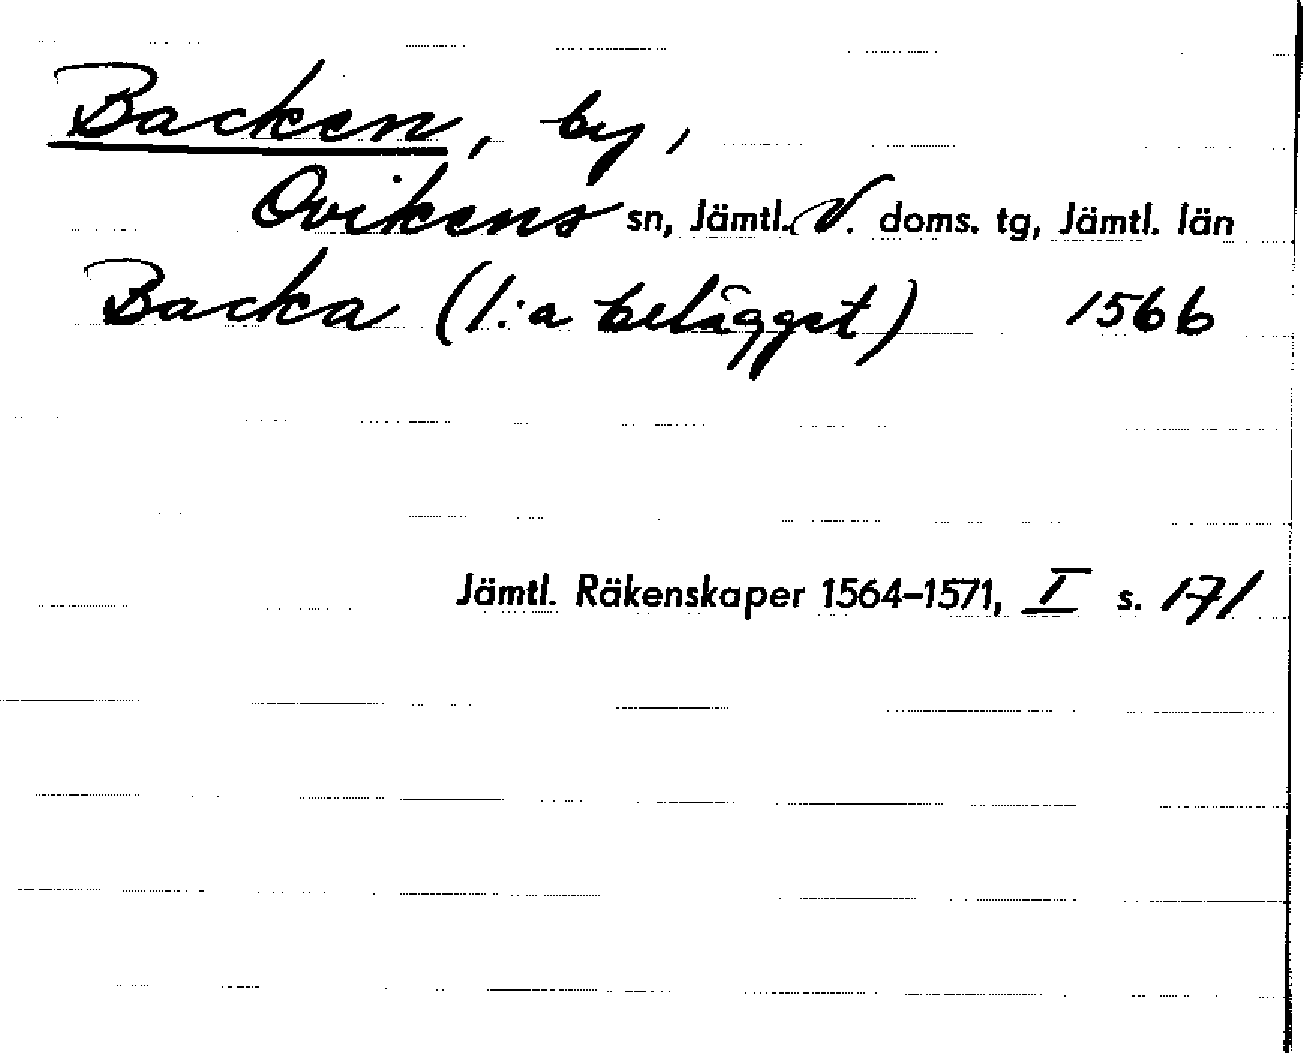 Backen, by,
Ovikens sn, Jämtl. V. doms. tg, Jämtl. län
Backa (1:a belägget) 1566
Jämtl. Räkenskaper 1564–1571, I s. 171